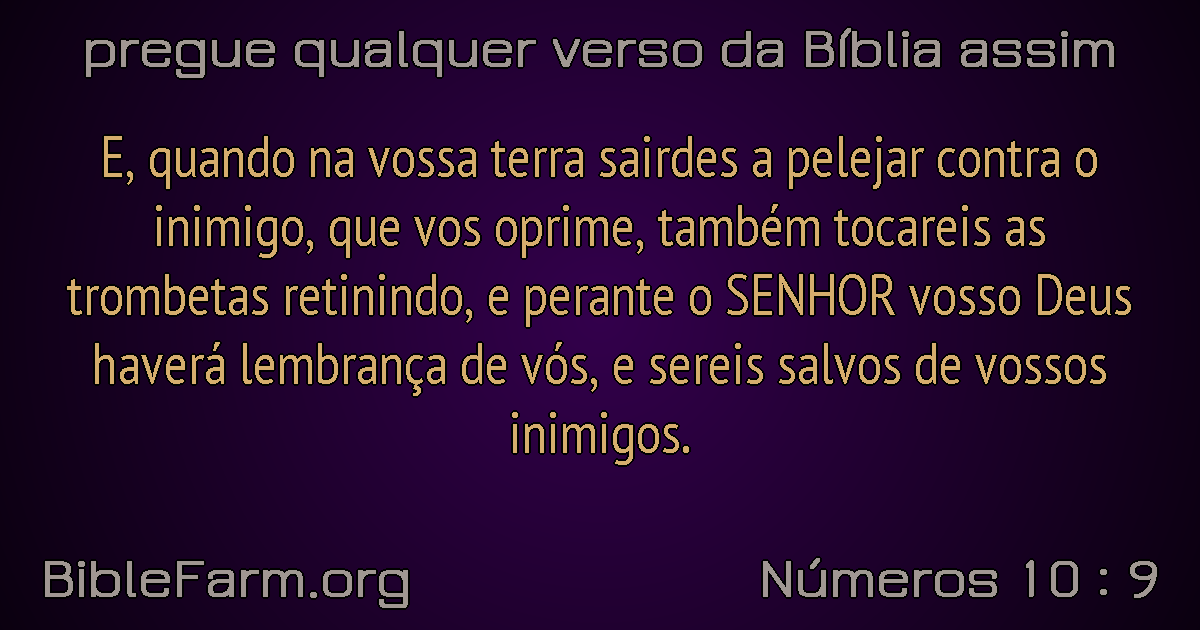 pregue qualquer verso da Bíblia assim
E, quando na vossa terra sairdes a pelejar contra o
inimigo, que vos oprime, também tocareis as
trombetas retinindo, e perante o SENHOR vosso Deus
haverá lembrança de vós, e sereis salvos de vossos
inimigos.
BibleFarm.org
Números 10 : 9